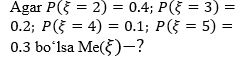 Agar P(ξ = 2) = 0.4; P(ξ = 3) =
0.2; P(ξ = 4) = 0.1; P(ξ = 5) =
0.3 bo‘lsa Me(ξ)−?